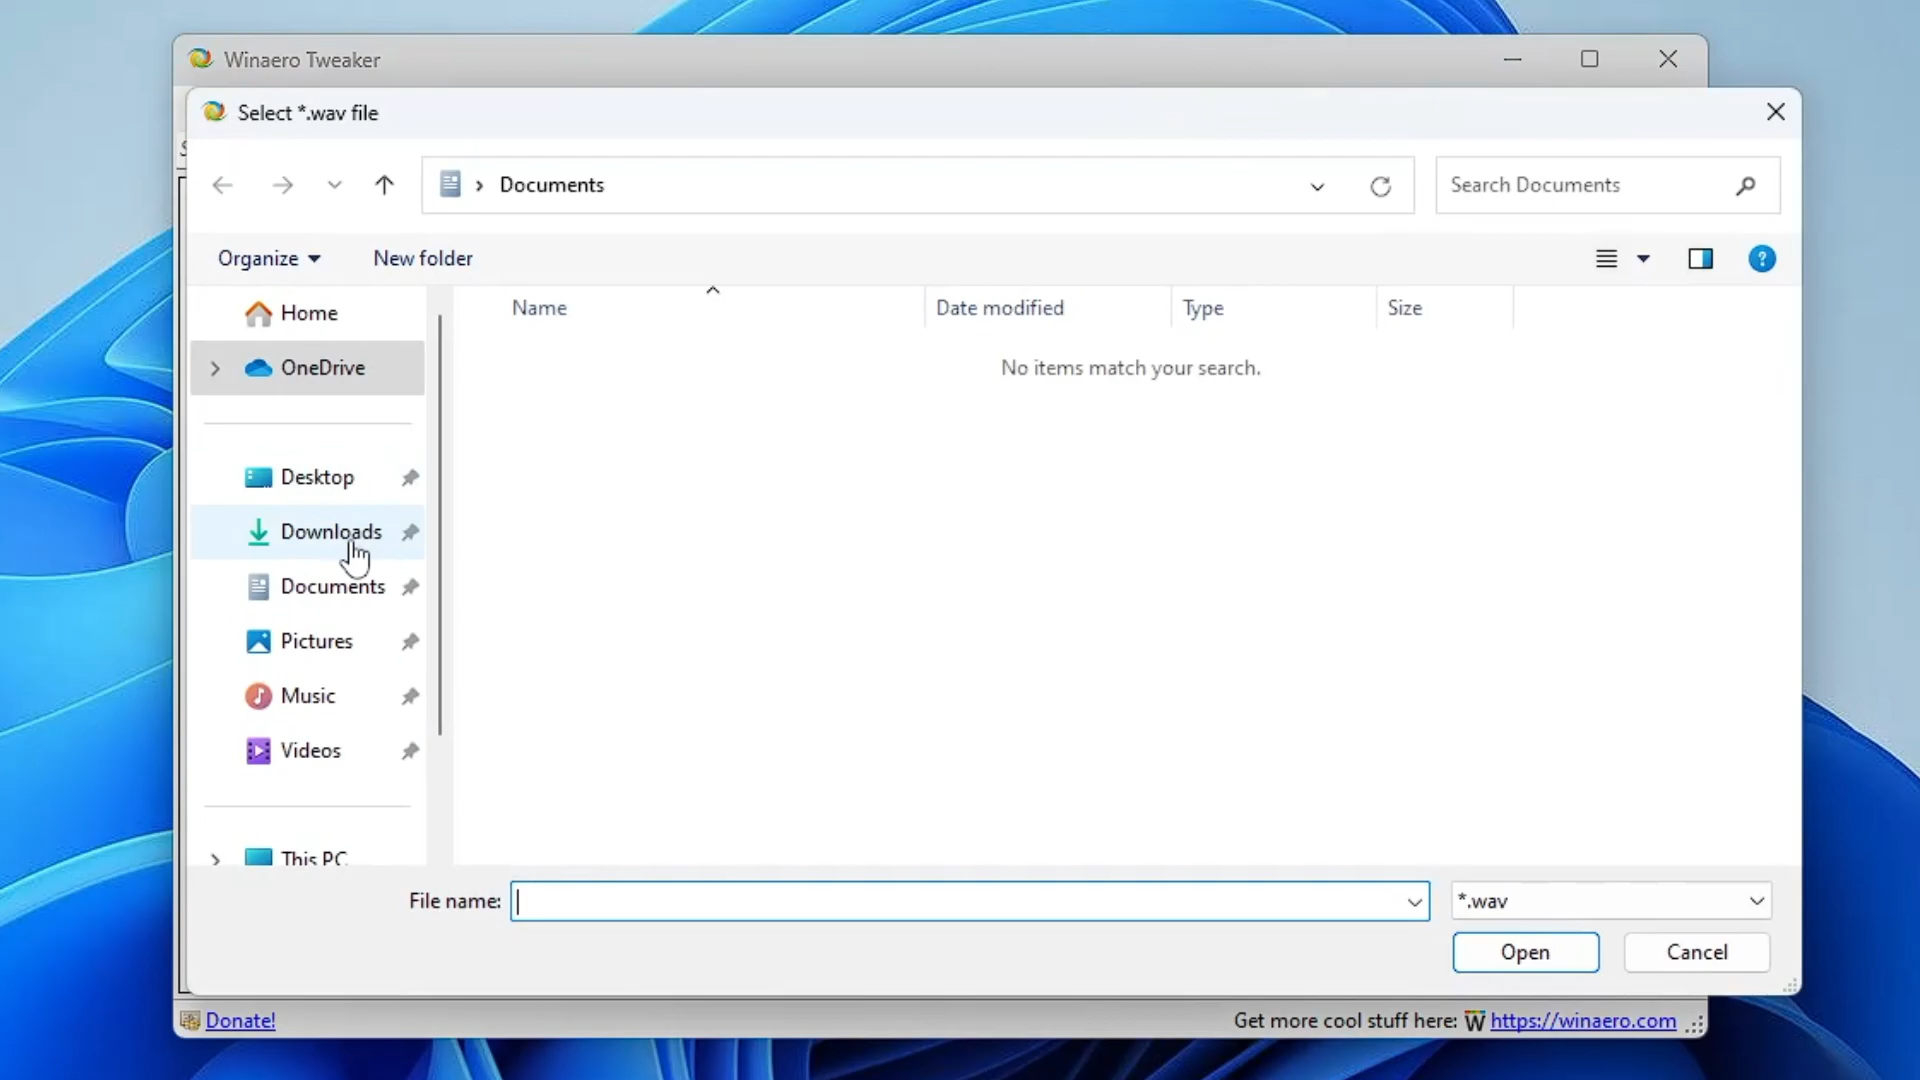 Winaero Tweaker
Select *.wav file
Documents
Search Documents
Organize
New folder
?
Name
Date modified
Type
Size
Home
OneDrive
No items match your search.
Desktop
Downloads
Documents
Pictures
Music
Videos
This PC
File name:
*.wav
Open
Cancel
Donate!
Get more cool stuff here: W https://winaero.com